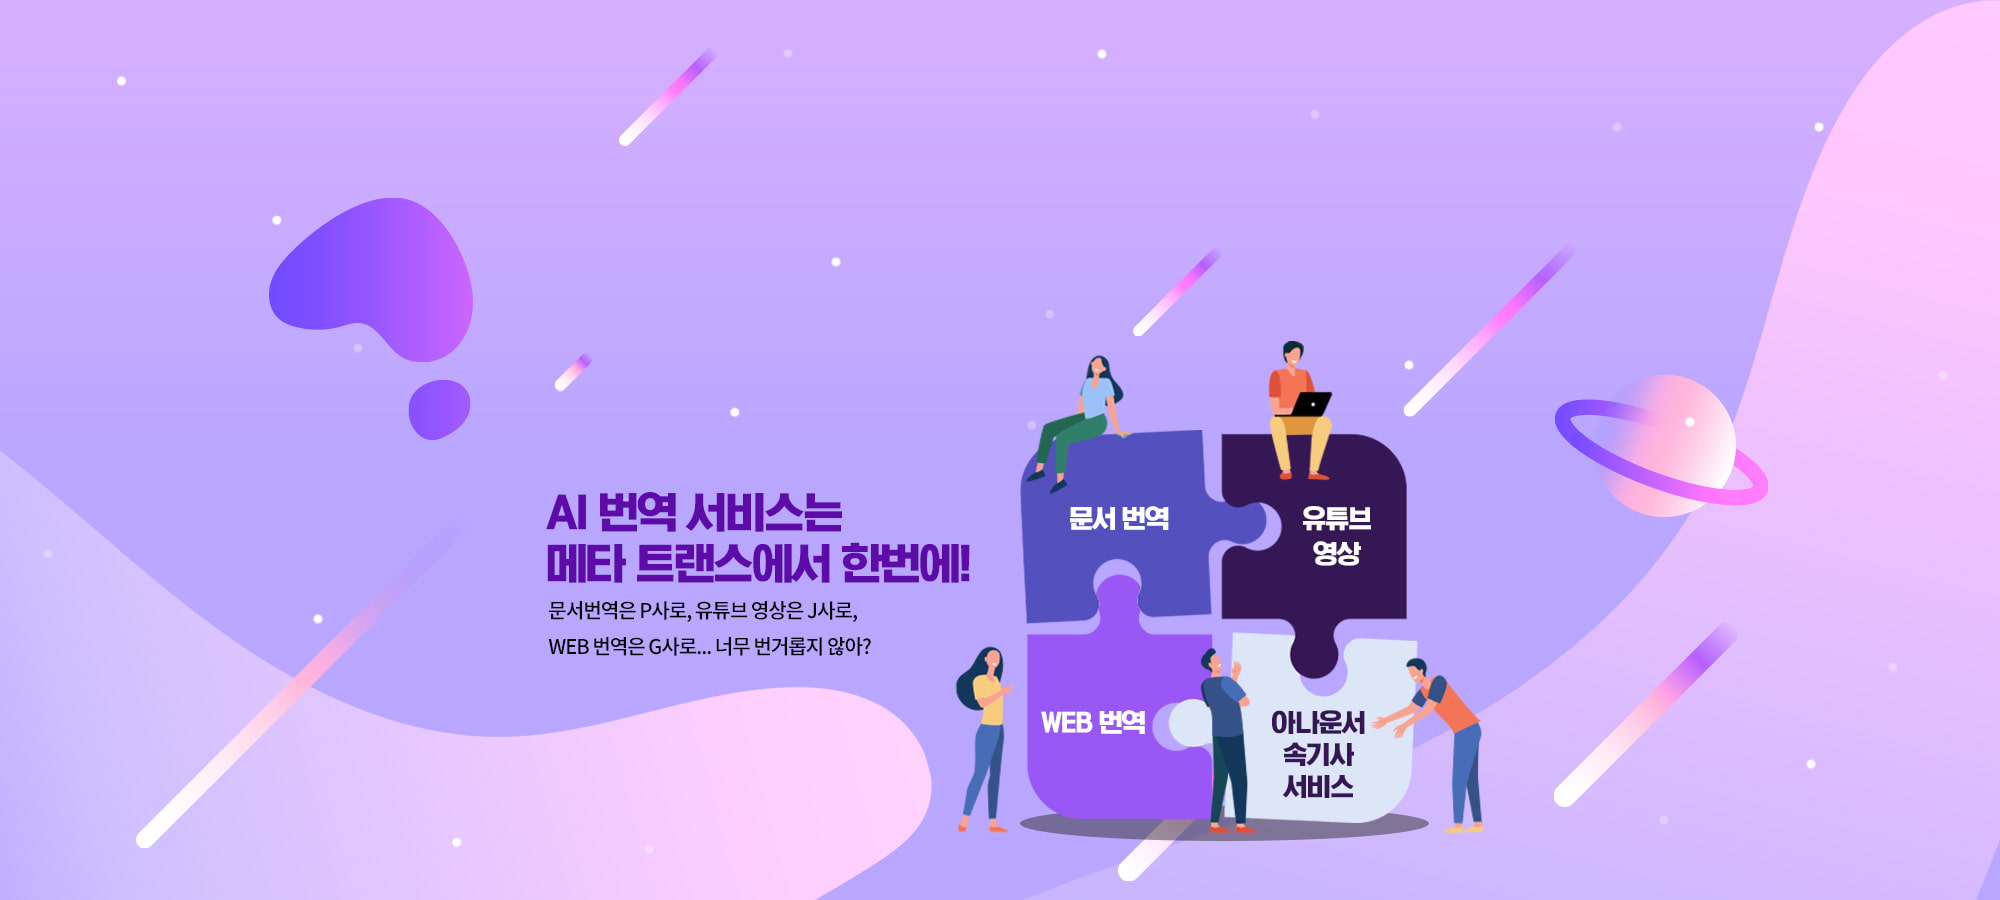 AI 번역 서비스는
메타 트랜스에서 한번에!
문서번역은 P사로, 유튜브 영상은 J사로,
WEB 번역은 G사로... 너무 번거롭지 않아?
문서 번역
유튜브
영상
WEB 번역
아나운서
속기사
서비스